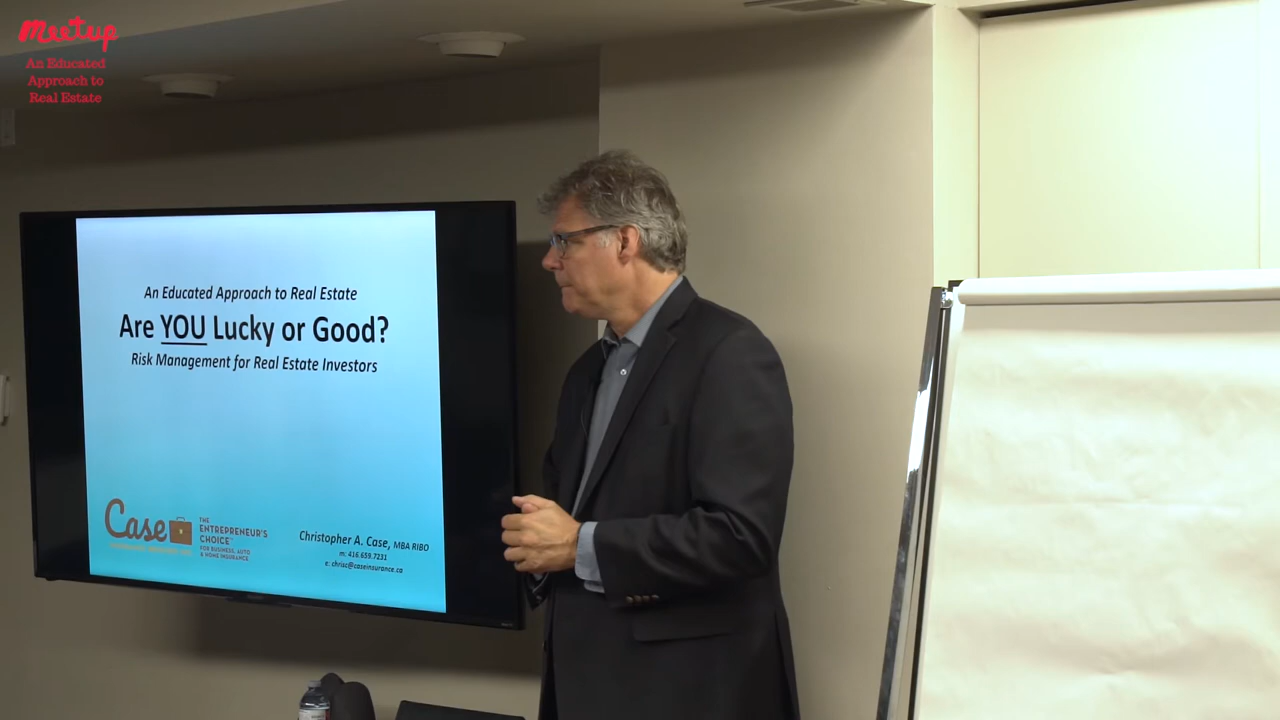 meetup
An Educated
Approach to
Real Estate
An Educated Approach to Real Estate
Are YOU Lucky or Good?
Risk Management for Real Estate Investors
Case
THE
ENTREPRENEUR'S
CHOICE
FOR BUSINESS, AUTO
& HOME INSURANCE
Christopher A. Case, MBA RIBO
m: 416.659.7231
e: chrisc@caseinsurance.ca